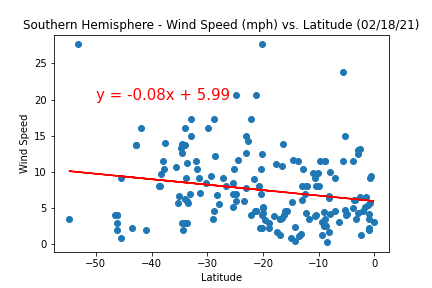 Southern Hemisphere - Wind Speed (mph) vs. Latitude (02/18/21)
25
20
15
10
5
0
Wind Speed
y = -0.08x + 5.99
−50 −40 −30 −20 −10 0
Latitude